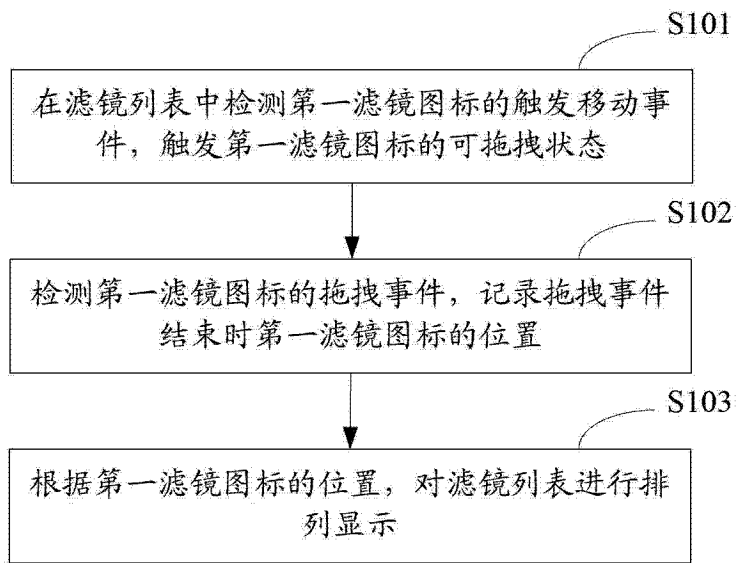 S101
在滤镜列表中检测第一滤镜图标的触发移动事
件，触发第一滤镜图标的可拖拽状态
S102
检测第一滤镜图标的拖拽事件，记录拖拽事件
结束时第一滤镜图标的位置
S103
根据第一滤镜图标的位置，对滤镜列表进行排
列显示